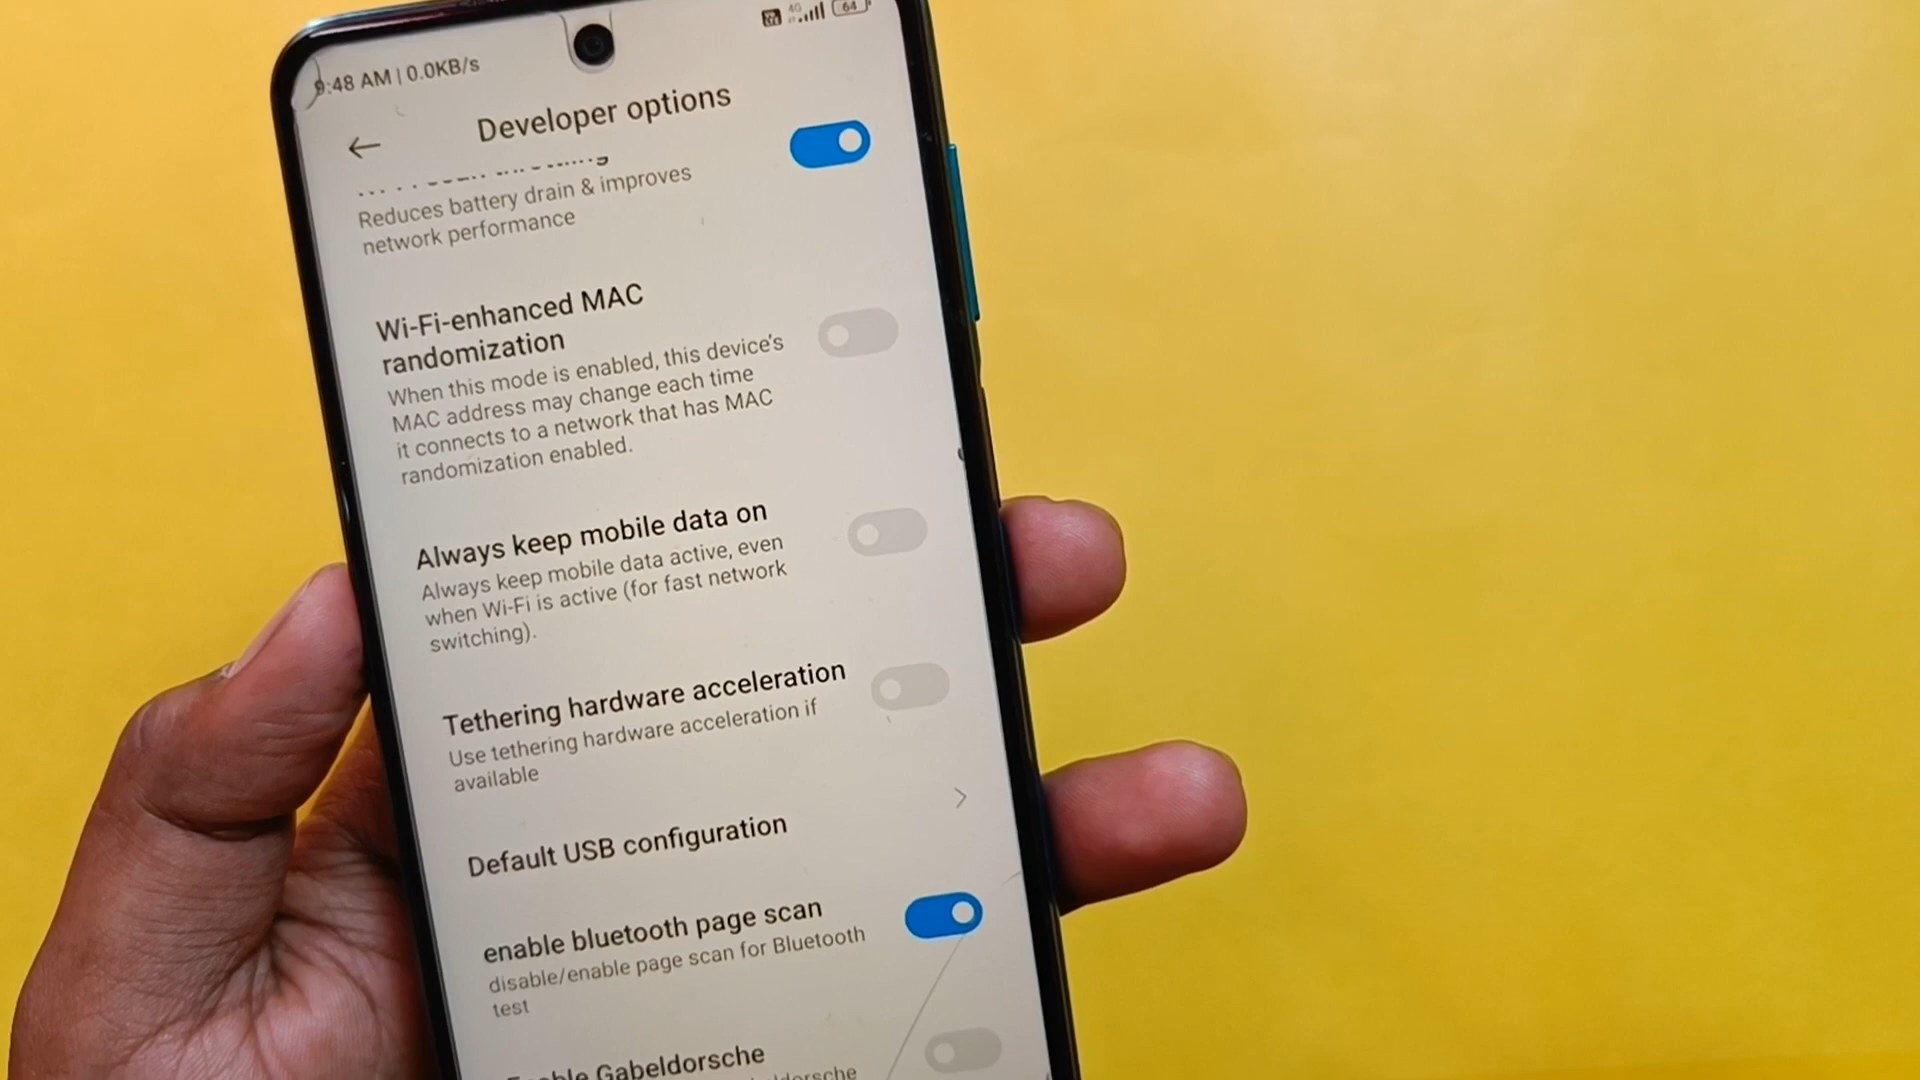 9:48 AM | 0.0KB/s
4G
64
Developer options
Reduces battery drain & improves
network performance
Wi-Fi-enhanced MAC
randomization
When this mode is enabled, this device's
MAC address may change each time
it connects to a network that has MAC
randomization enabled.
Always keep mobile data on
Always keep mobile data active, even
when Wi-Fi is active (for fast network
switching).
Tethering hardware acceleration
Use tethering hardware acceleration if
available
Default USB configuration
enable bluetooth page scan
disable/enable page scan for Bluetooth
test
Enable Gabeldorsche